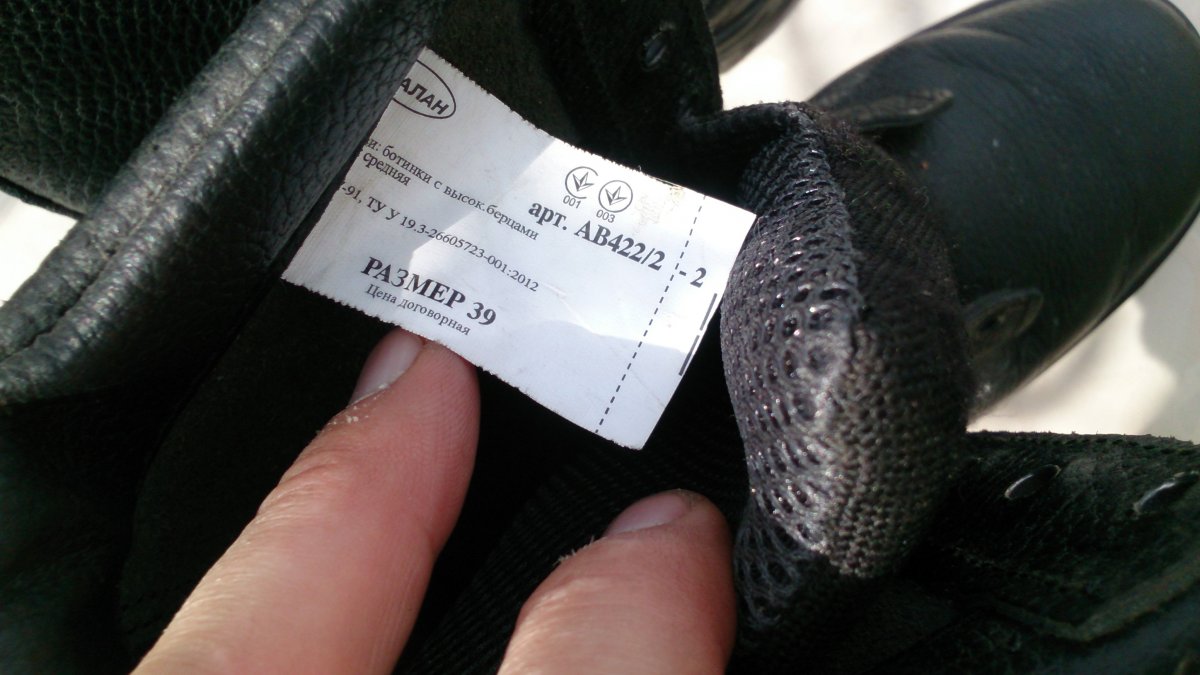 АЛАН
ботинки с высок.берцами
средняя
001 003
арт. АВ422/2 - 2
-91, ТУ У 19.3-26605723-001:2012
РАЗМЕР 39
Цена договорная